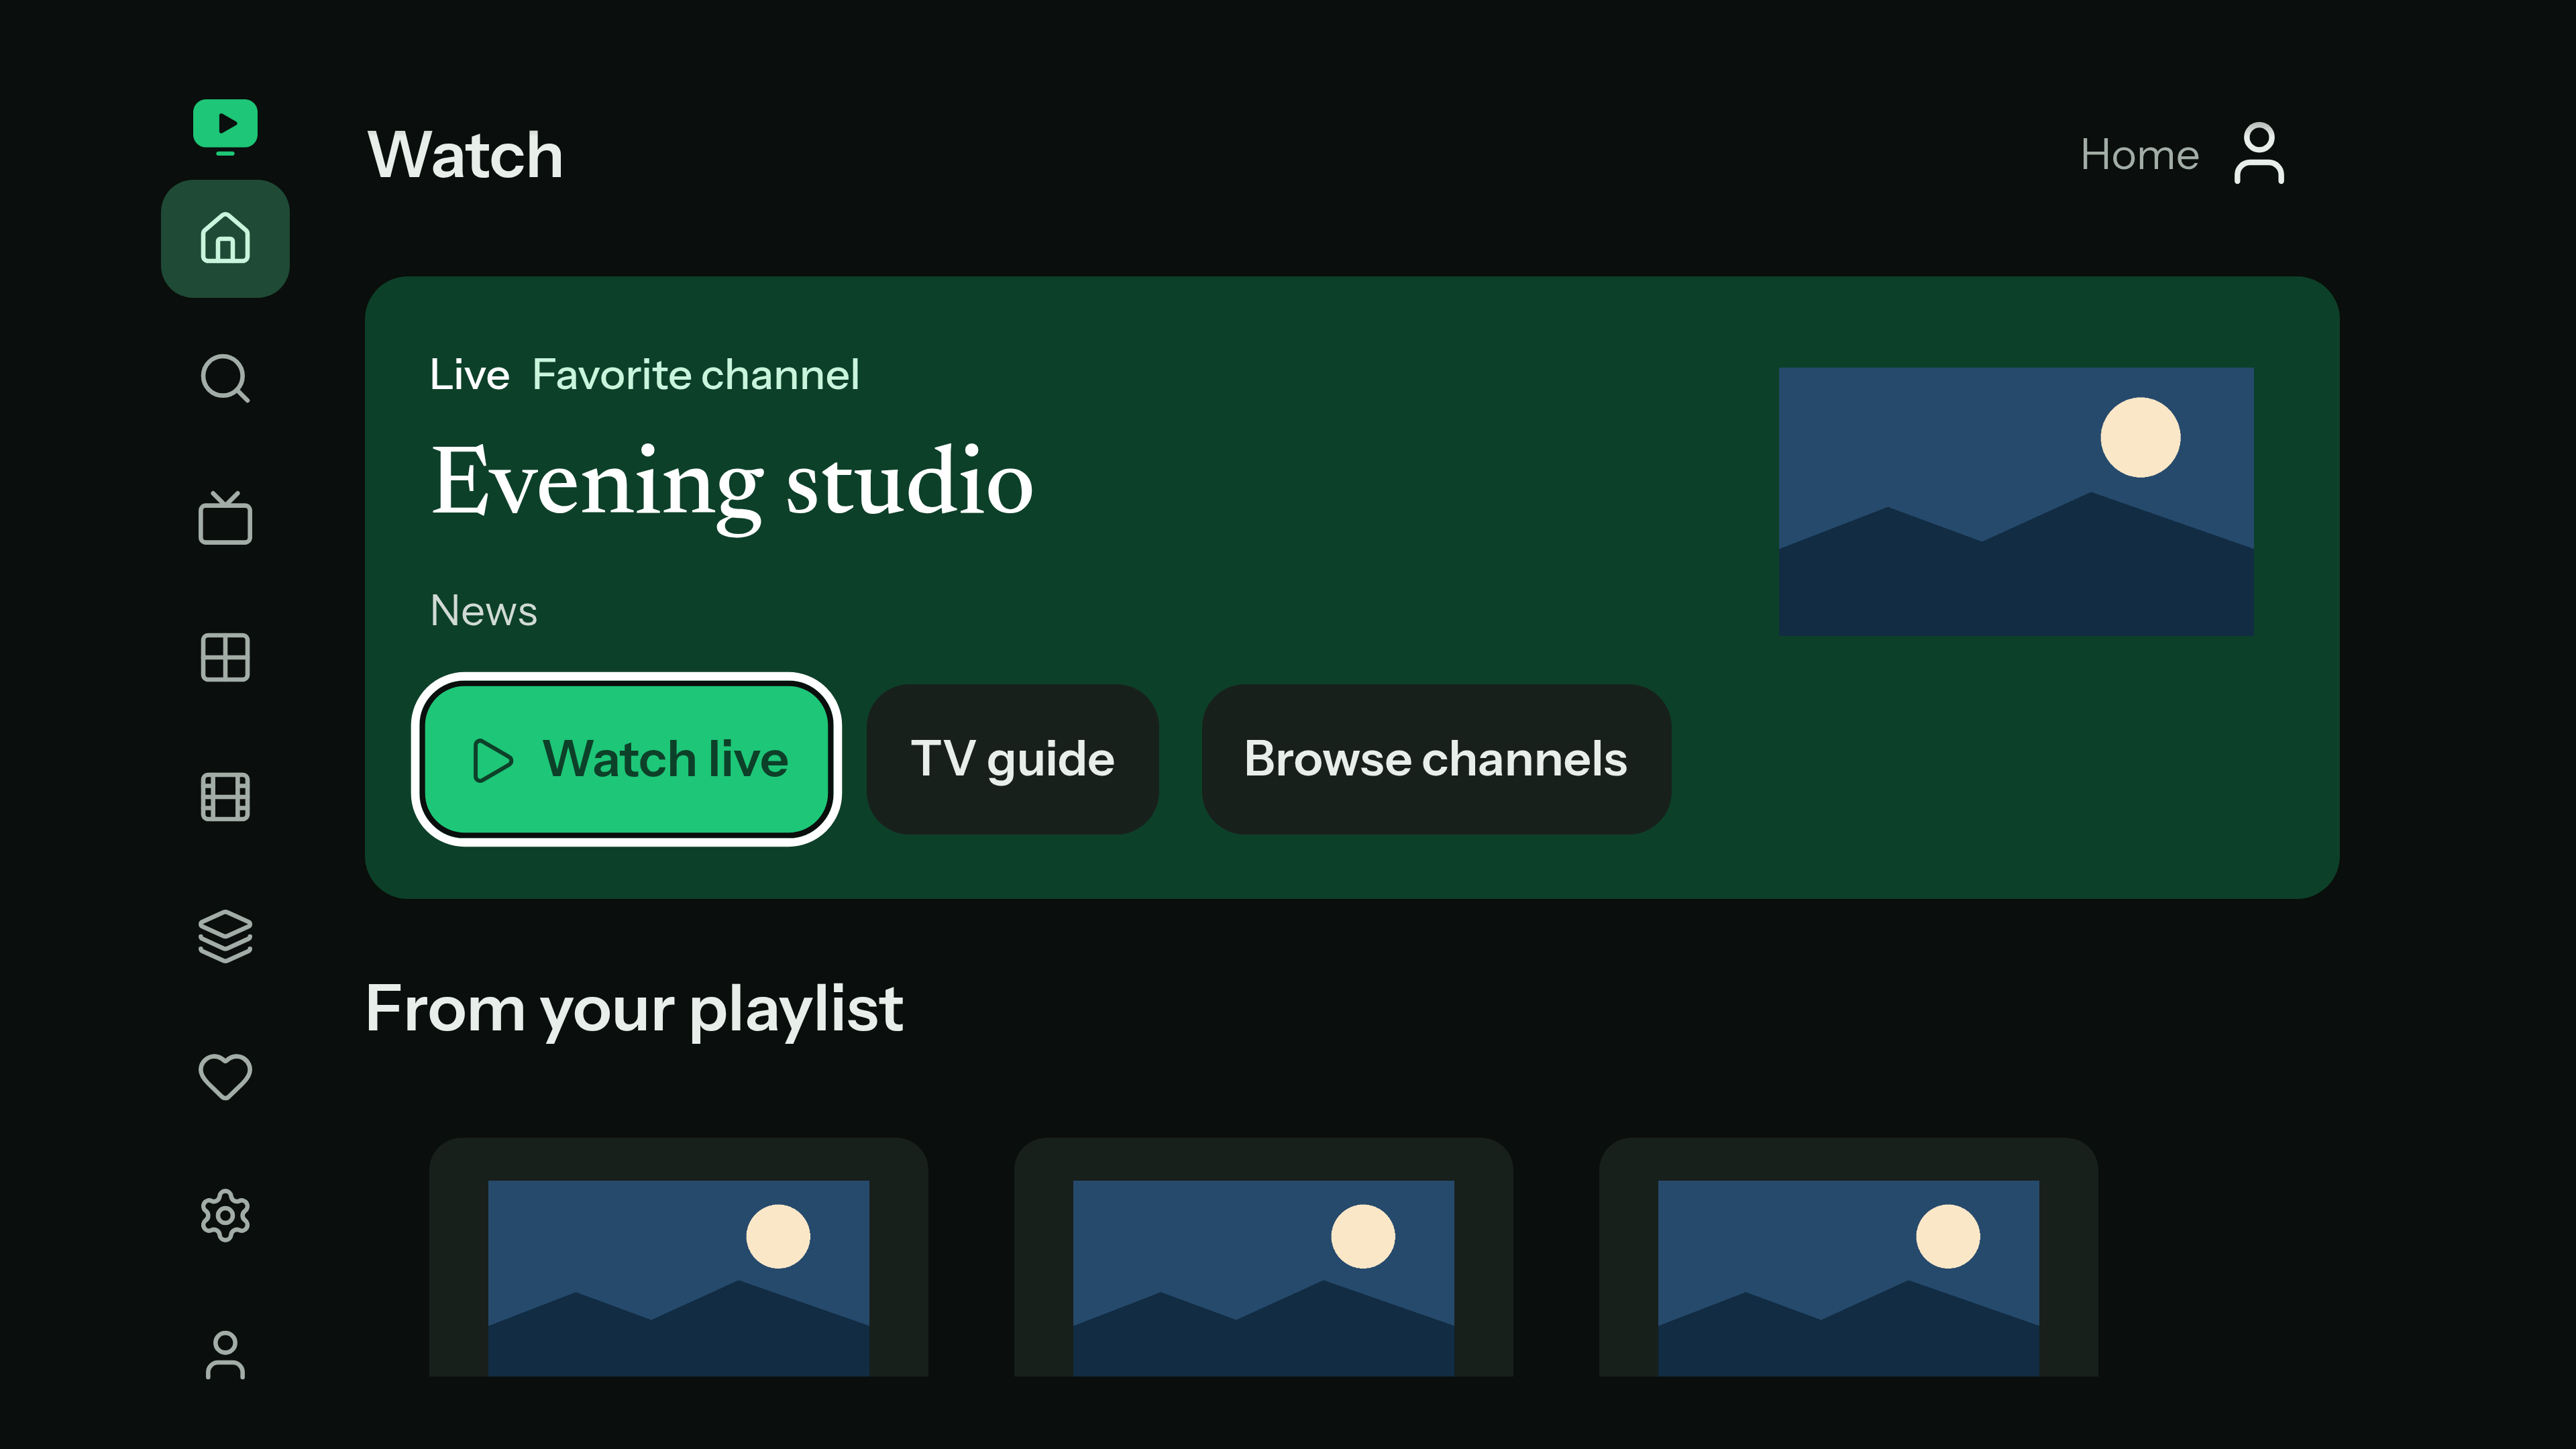 Watch
Home
Live Favorite channel
Evening studio
News
Watch live
TV guide
Browse channels
From your playlist